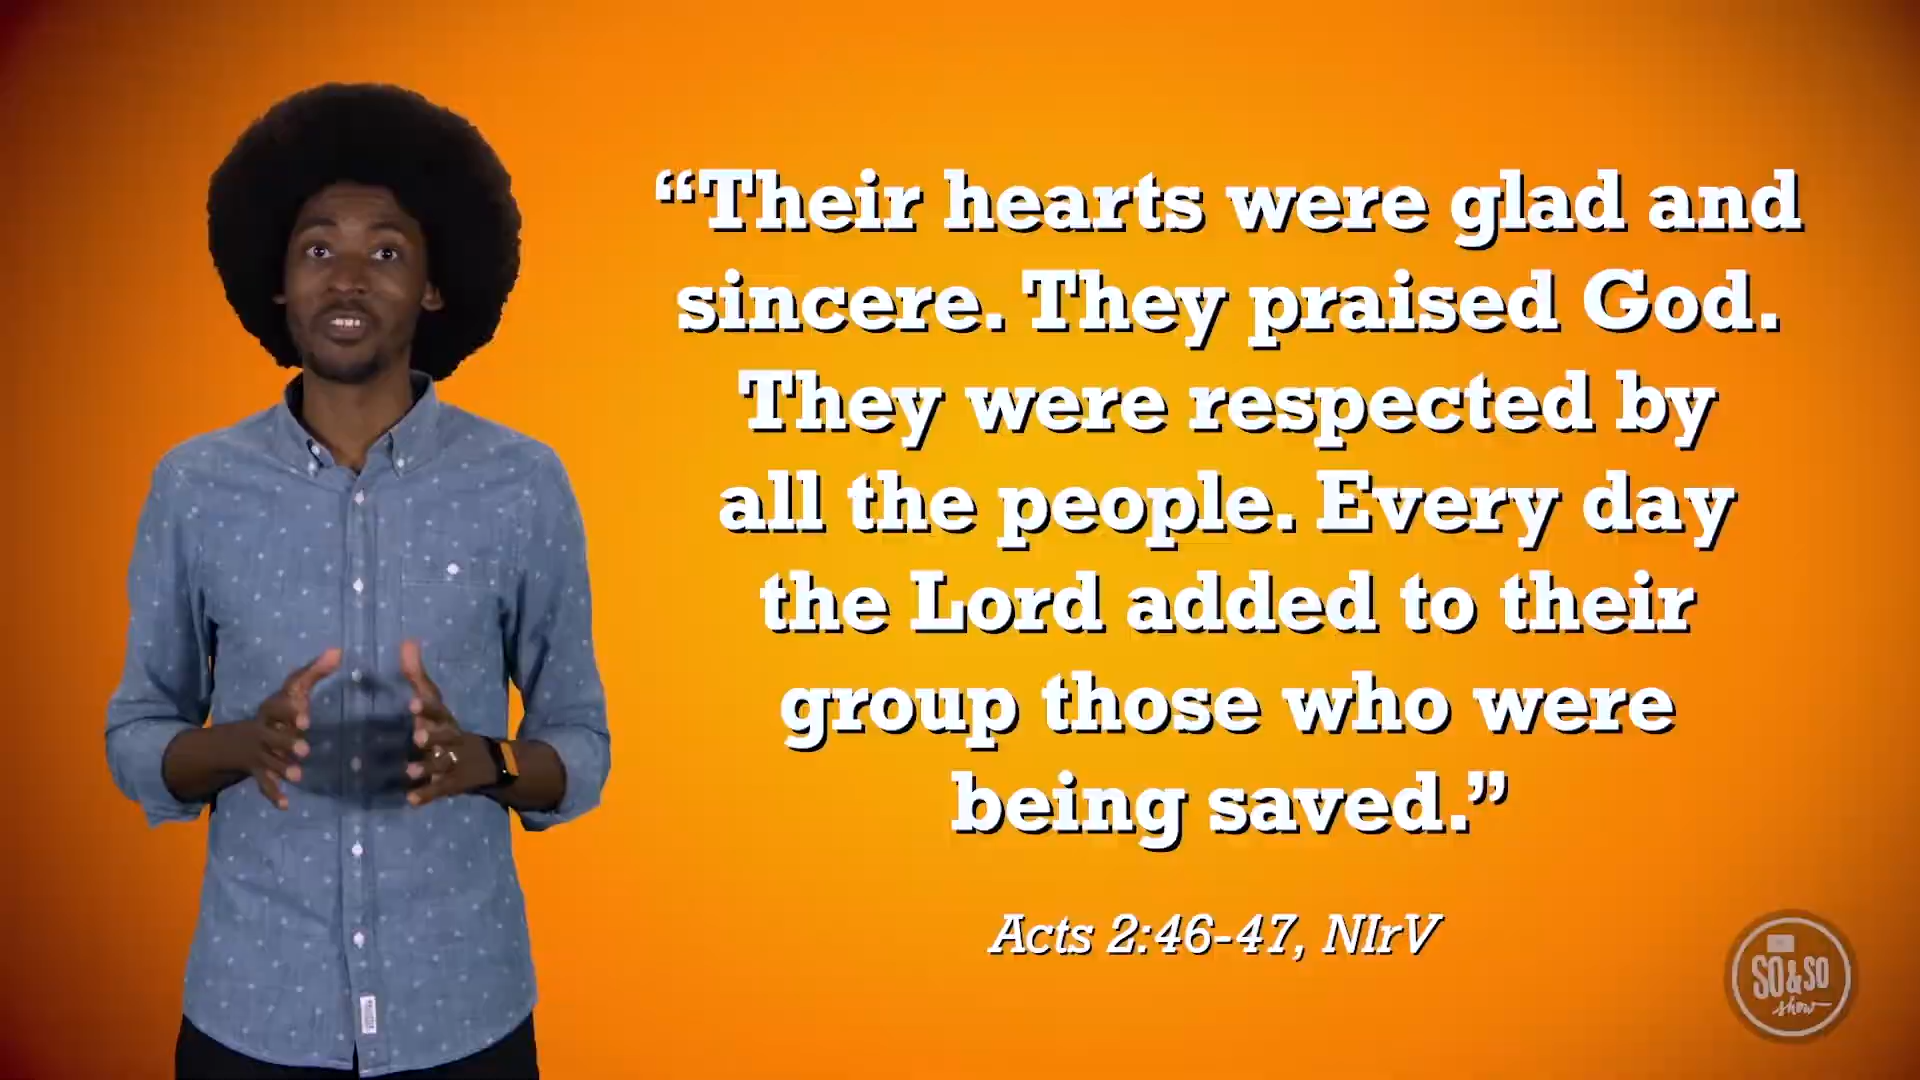 “Their hearts were glad and
sincere. They praised God.
They were respected by
all the people. Every day
the Lord added to their
group those who were
being saved.”
Acts 2:46-47, NIrV
SO&SO
show